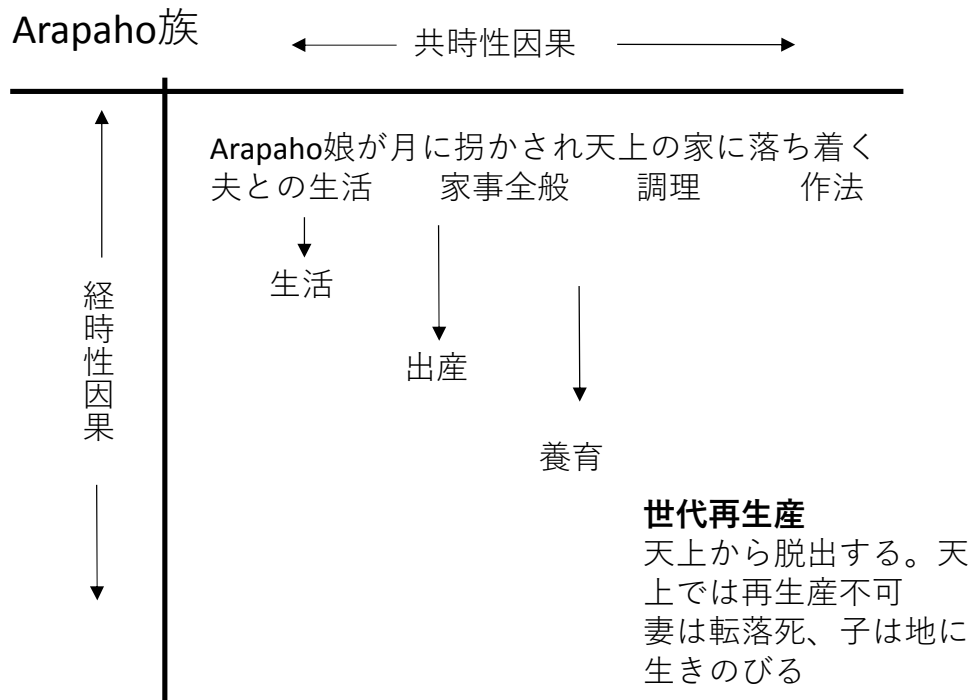 Arapaho族
共時性因果
Arapaho娘が月に拐かされ天上の家に落ち着く
夫との生活 家事全般 調理 作法
生活
経時性因果
出産
養育
世代再生産
天上から脱出する。天
上では再生産不可
妻は転落死、子は地に
生きのびる